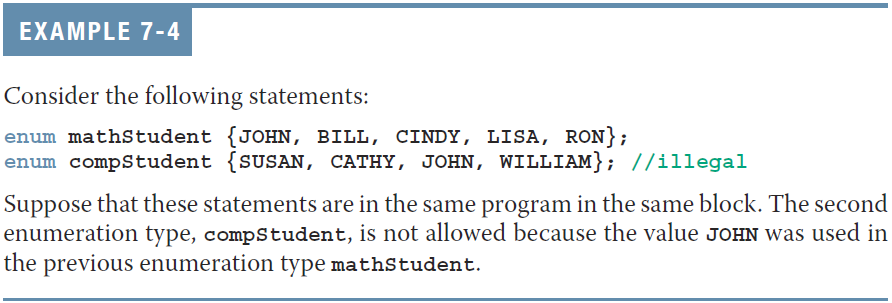 EXAMPLE 7-4
Consider the following statements:
enum mathStudent {JOHN, BILL, CINDY, LISA, RON};
enum compStudent {SUSAN, CATHY, JOHN, WILLIAM}; //illegal
Suppose that these statements are in the same program in the same block. The second
enumeration type, compStudent, is not allowed because the value JOHN was used in
the previous enumeration type mathStudent.